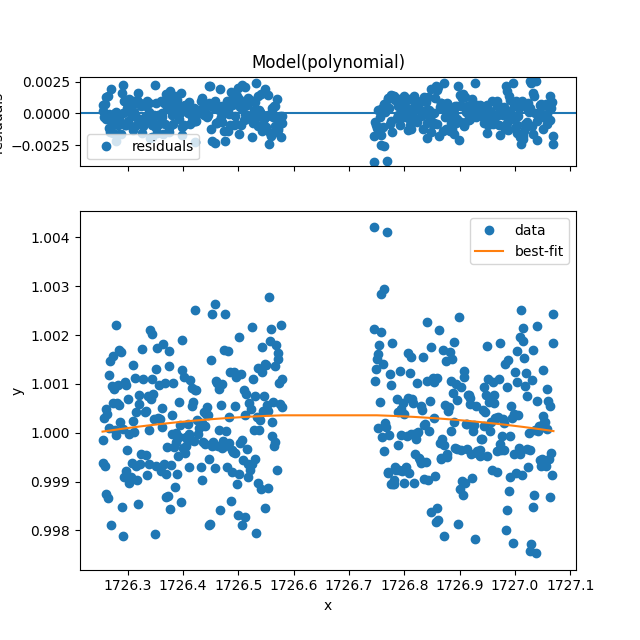 Model(polynomial)
0.0025
0.0000
−0.0025
residuals
residuals
1.004
1.003
1.002
1.001
1.000
0.999
0.998
y
data
best-fit
1726.3 1726.4 1726.5 1726.6 1726.7 1726.8 1726.9 1727.0 1727.1
x